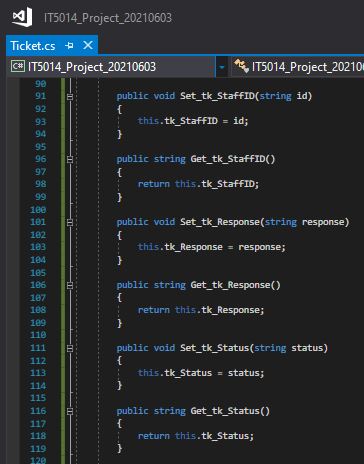 IT5014_Project_20210603
Ticket.cs
IT5014_Project_20210603 IT5014_Project_2021060
90
91 public void Set_tk_StaffID(string id)
92 {
93 this.tk_StaffID = id;
94 }
95
96 public string Get_tk_StaffID()
97 {
98 return this.tk_StaffID;
99 }
100
101 public void Set_tk_Response(string response)
102 {
103 this.tk_Response = response;
104 }
105
106 public string Get_tk_Response()
107 {
108 return this.tk_Response;
109 }
110
111 public void Set_tk_Status(string status)
112 {
113 this.tk_Status = status;
114 }
115
116 public string Get_tk_Status()
117 {
118 return this.tk_Status;
119 }
120